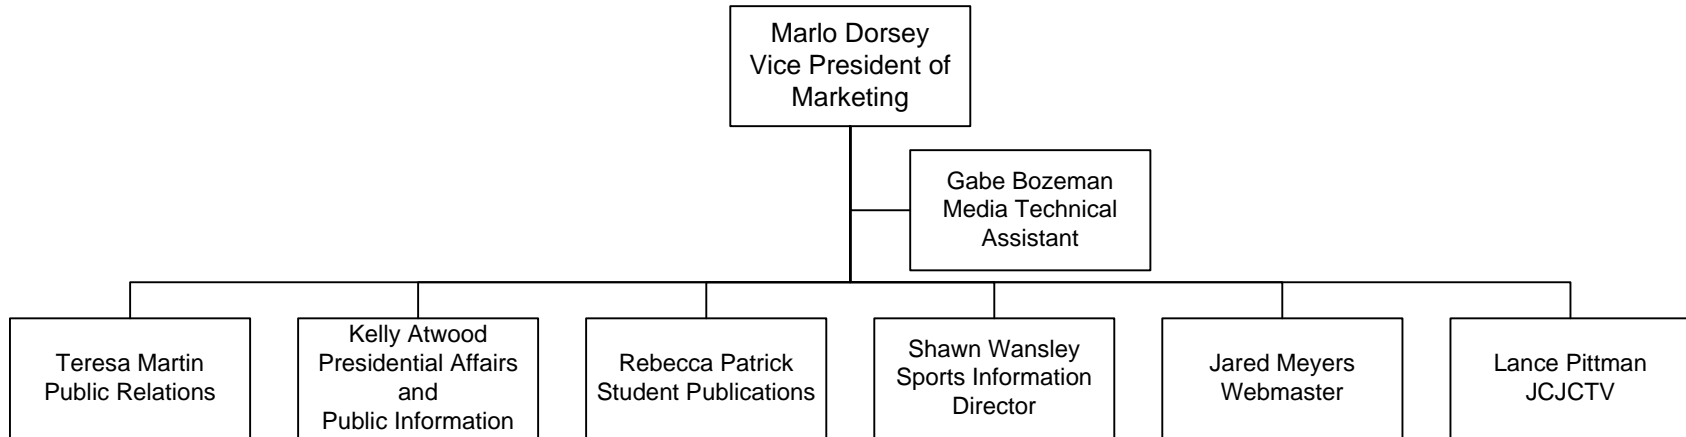 Marlo Dorsey
Vice President of
Marketing
Gabe Bozeman
Media Technical
Assistant
Teresa Martin
Public Relations
Kelly Atwood
Presidential Affairs
and
Public Information
Rebecca Patrick
Student Publications
Shawn Wansley
Sports Information
Director
Jared Meyers
Webmaster
Lance Pittman
JCJCTV